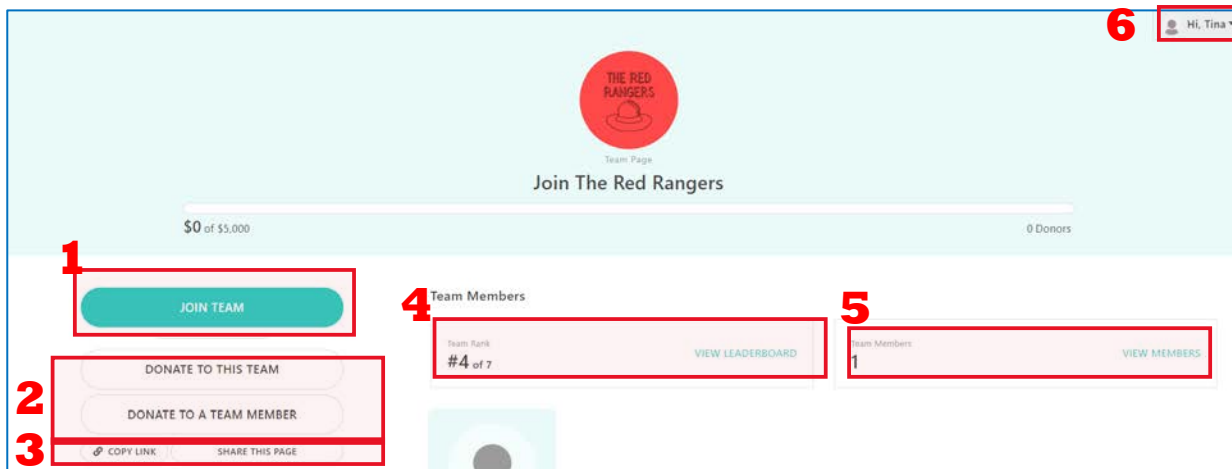 6
Hi, Tina
THE RED
RANGERS
Team Page
Join The Red Rangers
$0 of $5,000
0 Donors
1
JOIN TEAM
Team Members
4
Team Rank
#4 of 7
VIEW LEADERBOARD
5
Team Members
1
VIEW MEMBERS
2
DONATE TO THIS TEAM
DONATE TO A TEAM MEMBER
3
COPY LINK
SHARE THIS PAGE